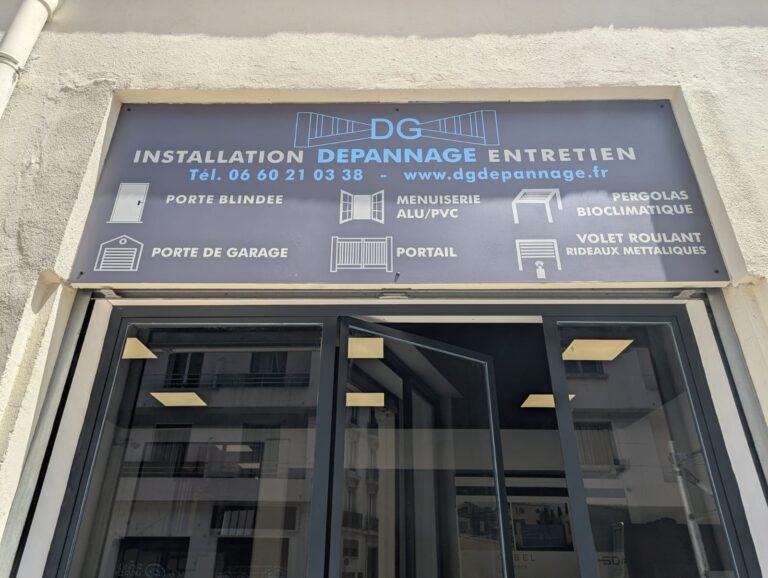 DG
INSTALLATION DEPANNAGE ENTRETIEN
Tél. 06 60 21 03 38 - www.dgdepannage.fr
PORTE BLINDEE
MENUISERIE
ALU/PVC
PERGOLAS
BIOCLIMATIQUE
PORTE DE GARAGE
PORTAIL
VOLET ROULANT
RIDEAUX METTALIQUES